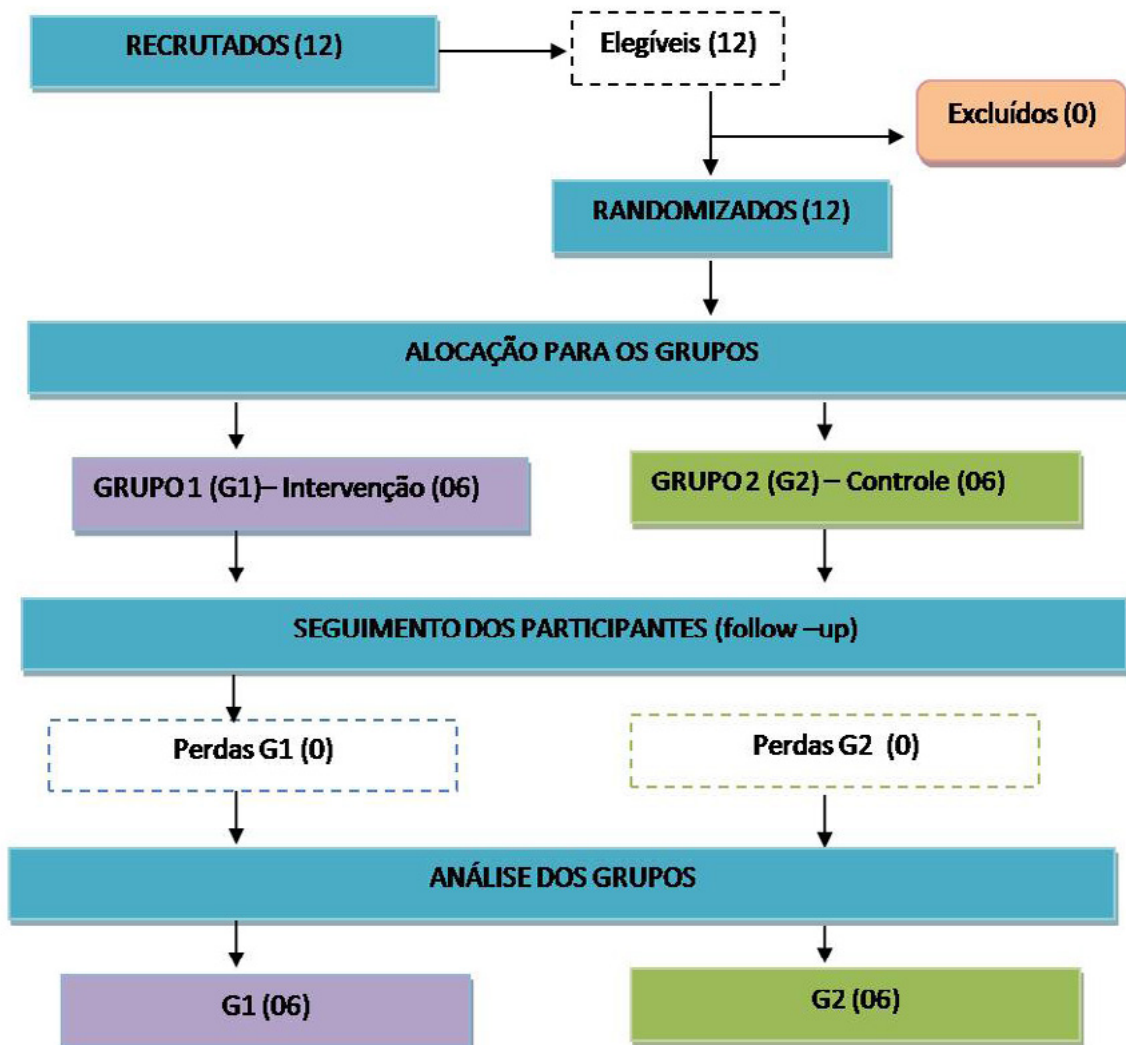 RECRUTADOS (12)
Elegíveis (12)
Excluídos (0)
RANDOMIZADOS (12)
ALOCAÇÃO PARA OS GRUPOS
GRUPO 1 (G1)– Intervenção (06)
GRUPO 2 (G2) – Controle (06)
SEGUIMENTO DOS PARTICIPANTES (follow –up)
Perdas G1 (0)
Perdas G2 (0)
ANÁLISE DOS GRUPOS
G1 (06)
G2 (06)